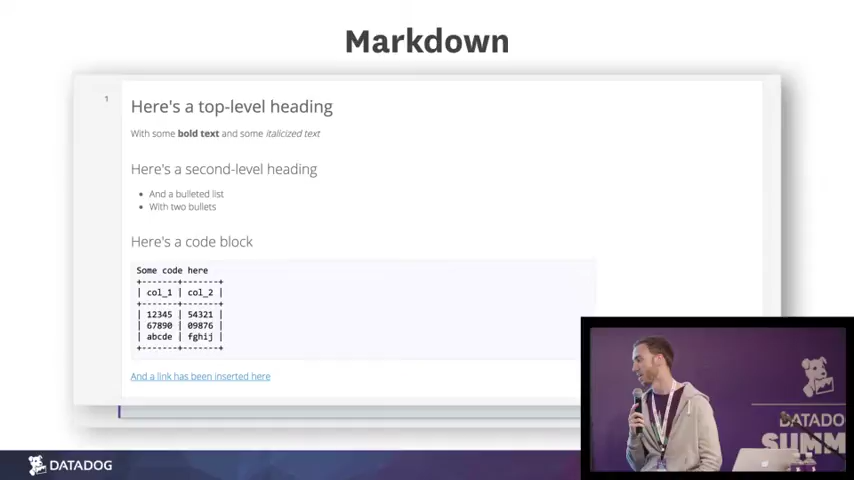 Markdown
1
Here's a top-level heading
With some bold text and some italicized text
Here's a second-level heading
• And a bulleted list
• With two bullets
Here's a code block
Some code here
+-------+-------+
| col_1 | col_2 |
+-------+-------+
| 12345 | 54321 |
| 67890 | 09876 |
| abcde | fghij |
+-------+-------+
And a link has been inserted here
DATADOG
DATADO
SUMM